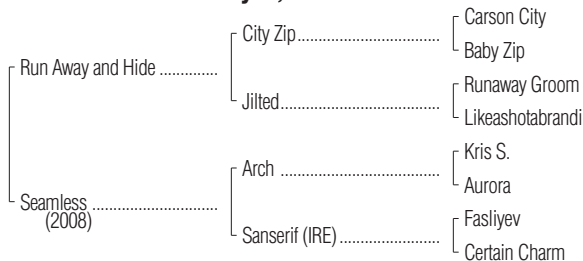 Carson City
City Zip
Baby Zip
Run Away and Hide
Runaway Groom
Jilted
Likeashotabrandi
Kris S.
Arch
Aurora
Seamless
(2008)
Fasliyev
Sanserif (IRE)
Certain Charm